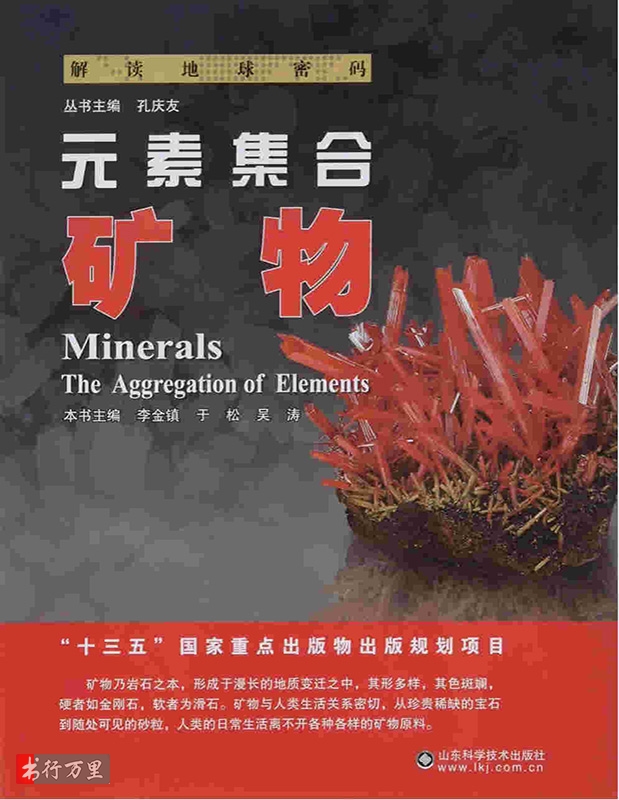 解读地球密码
丛书主编 孔庆友
元素集合
矿物
Minerals
The Aggregation of Elements
本书主编 李金镇 于松 吴涛
“十三五”国家重点出版物出版规划项目
矿物乃岩石之本，形成于漫长的地质变迁之中，其形多样，其色斑斓，
硬者如金刚石，软者为滑石。矿物与人类生活关系密切，从珍贵稀缺的宝石
到随处可见的砂粒，人类的日常生活离不开各种各样的矿物原料。
山东科学技术出版社
www.lkj.com.cn
书行万里